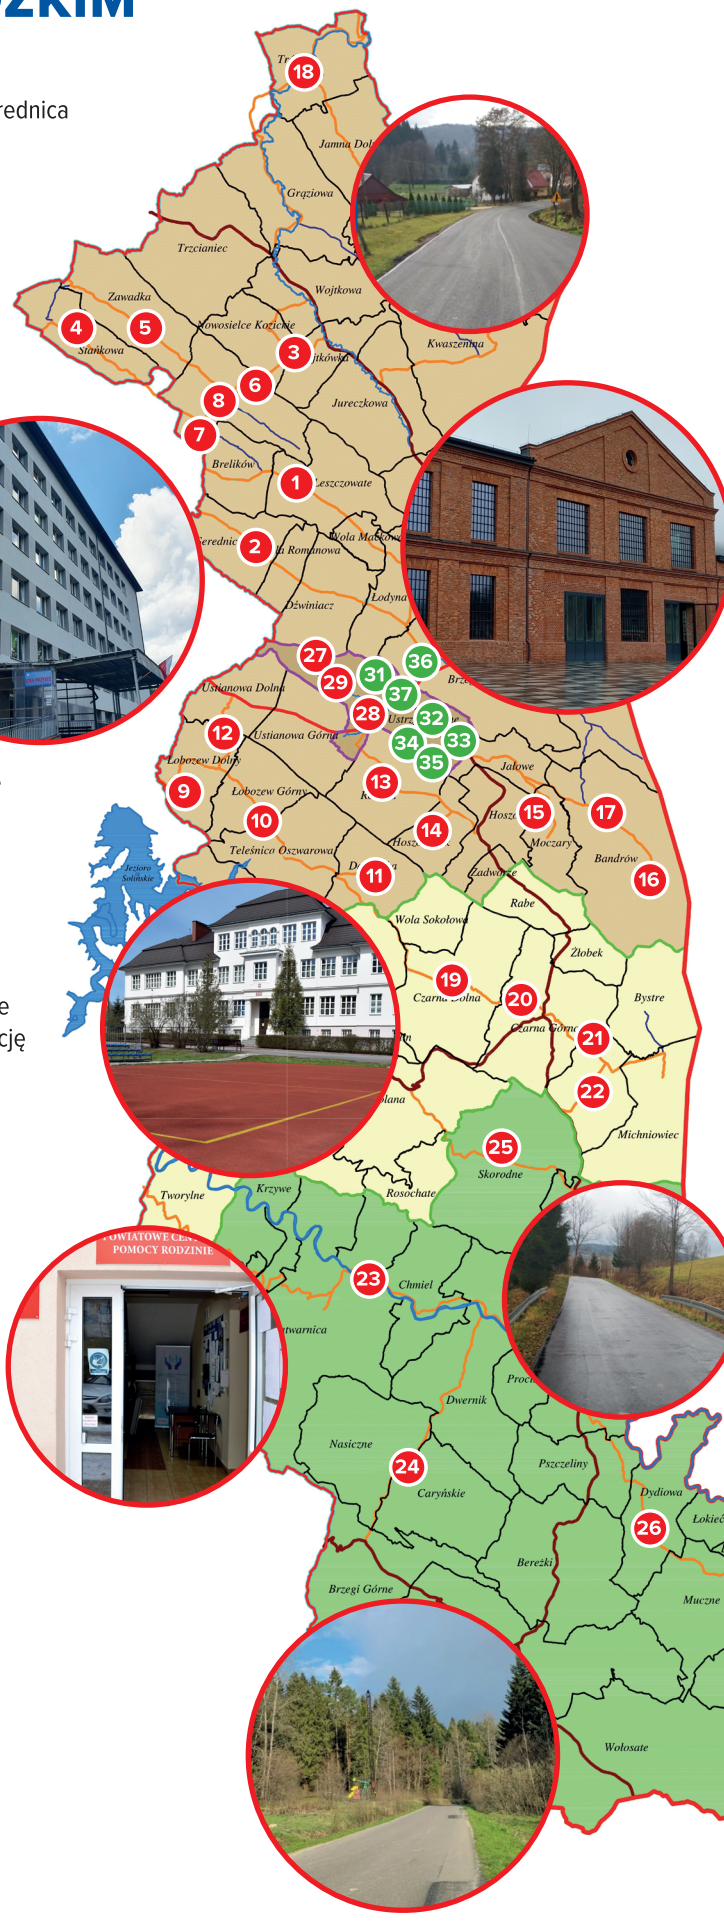 rednica
18
Jamna Dol
Grąziowa
Trzcianiec
Wojtkowa
Zawadka
4
5
Nowosielce Kozickie
Stańkowa
3
jtkówka
Kwaszenina
6
8
Jureczkowa
7
Brelików
1
Leszczowate
2
Serednic
la Romanowa
Wola Maćkowa
Dźwiniacz
Łodyna
27
36
31
29
37
Brze
Ustianowa Dolna
28
32
Ustrz
ne
12
Ustianowa Górna
34
33
35
Łobozew Dolny
Jałowe
9
Łobozew Górny
13
10
14
Hosz
15
17
Moczary
Teleśnica Oszwarowa
Bandrów
Jezioro
Solińskie
11
Zadwórze
16
Rabe
Wola Sokołowa
Żłobek
e
19
20
Bystre
Czarna Dolna
Czarna Górna
cję
21
22
olana
Michniowiec
25
Skorodne
Tworylne
Krzywe
Rosochate
POWIATOWE CEN
POMOCY RODZINIE
23
Chmiel
atwarnica
Dwernik
Proc
Nasiczne
24
Pszczeliny
Caryńskie
Dydiowa
26
Łokieć
Bereżki
Brzegi Górne
Muczne
Wołosate